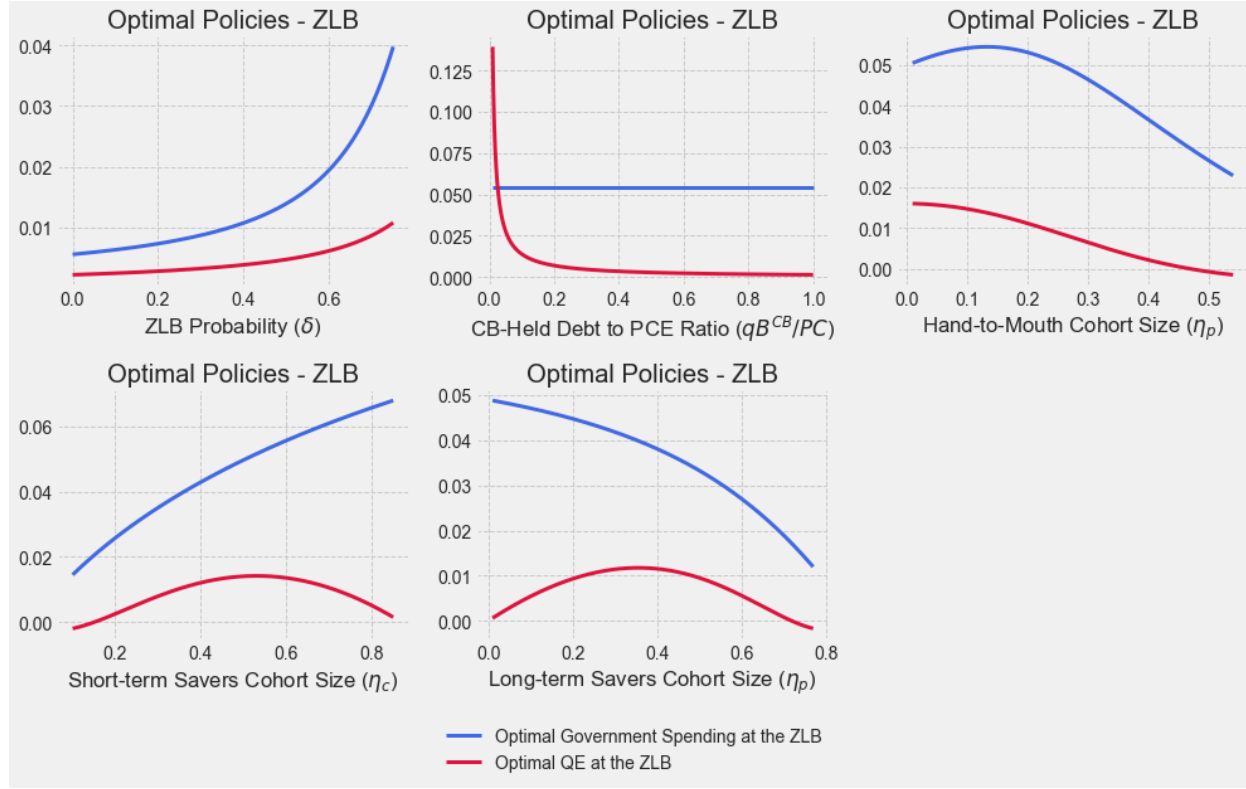 Optimal Policies - ZLB
0.04
0.03
0.02
0.01
0.0 0.2 0.4 0.6
ZLB Probability (δ)
Optimal Policies - ZLB
0.125
0.100
0.075
0.050
0.025
0.000
0.0 0.2 0.4 0.6 0.8 1.0
CB-Held Debt to PCE Ratio (qB^{CB}/PC)
Optimal Policies - ZLB
0.05
0.04
0.03
0.02
0.01
0.00
0.0 0.1 0.2 0.3 0.4 0.5
Hand-to-Mouth Cohort Size (η_p)
Optimal Policies - ZLB
0.06
0.04
0.02
0.00
0.2 0.4 0.6 0.8
Short-term Savers Cohort Size (η_c)
Optimal Policies - ZLB
0.05
0.04
0.03
0.02
0.01
0.00
0.0 0.2 0.4 0.6 0.8
Long-term Savers Cohort Size (η_p)
Optimal Government Spending at the ZLB
Optimal QE at the ZLB